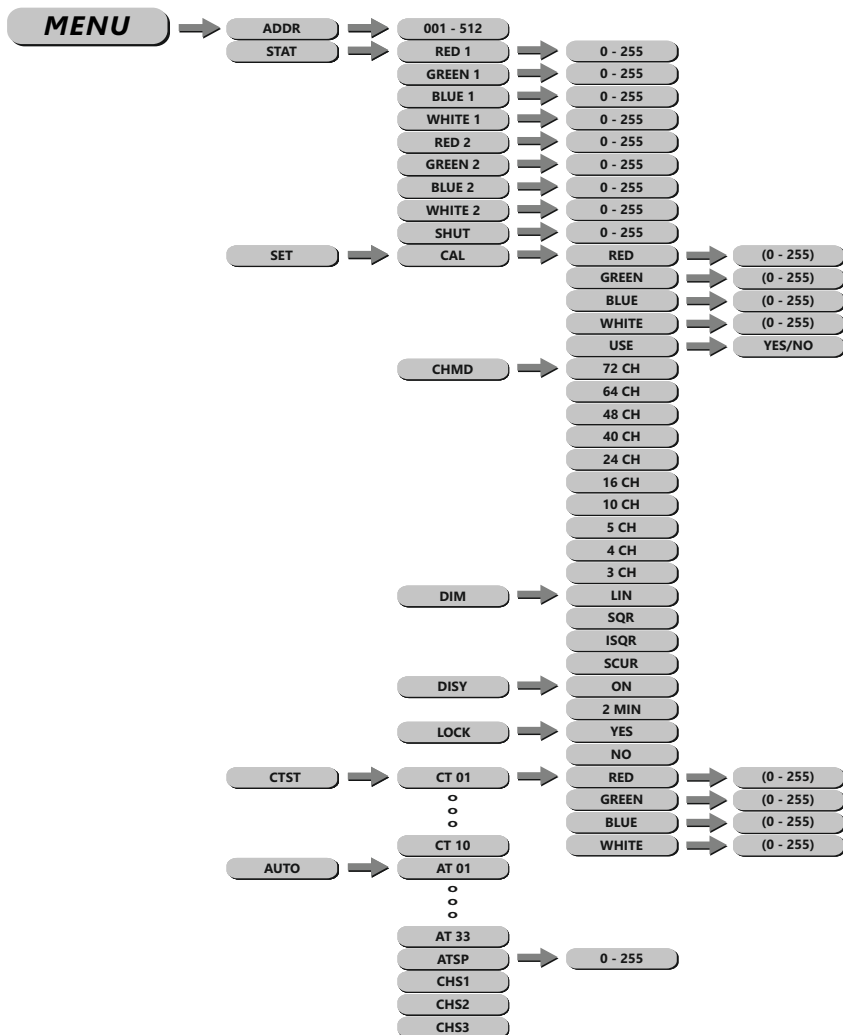 MENU ADDR 001 - 512
STAT RED 1 0 - 255
GREEN 1 0 - 255
BLUE 1 0 - 255
WHITE 1 0 - 255
RED 2 0 - 255
GREEN 2 0 - 255
BLUE 2 0 - 255
WHITE 2 0 - 255
SHUT 0 - 255
SET CAL RED (0 - 255)
GREEN (0 - 255)
BLUE (0 - 255)
WHITE (0 - 255)
USE YES/NO
CHMD 72 CH
64 CH
48 CH
40 CH
24 CH
16 CH
10 CH
5 CH
4 CH
3 CH
DIM LIN
SQR
ISQR
SCUR
DISY ON
2 MIN
LOCK YES
NO
CTST CT 01 RED (0 - 255)
GREEN (0 - 255)
BLUE (0 - 255)
CT 10 WHITE (0 - 255)
AUTO AT 01
AT 33
ATSP 0 - 255
CHS1
CHS2
CHS3